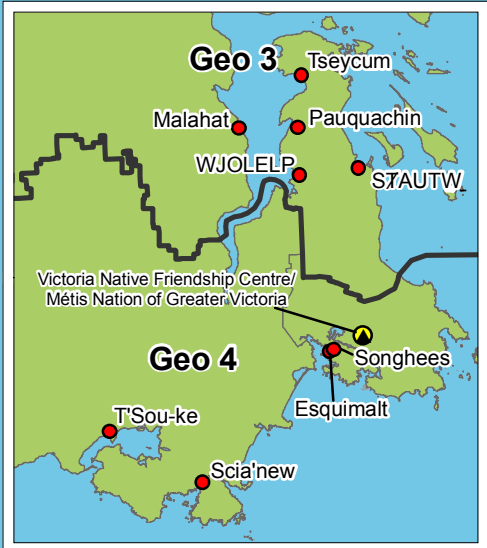 Geo 3
Tseycum
Malahat
Pauquachin
WJOLELP
STAUTW
Victoria Native Friendship Centre/
Métis Nation of Greater Victoria
Geo 4
Songhees
Esquimalt
T'Sou-ke
Scia'new